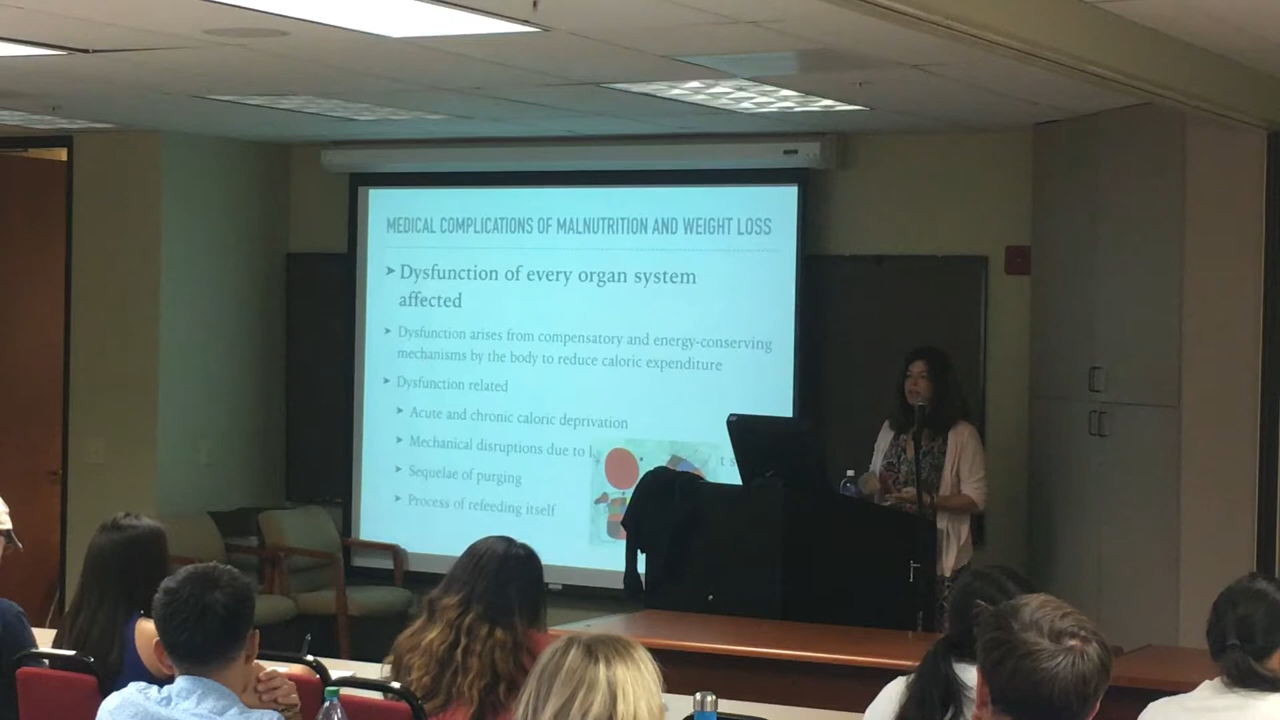 MEDICAL COMPLICATIONS OF MALNUTRITION AND WEIGHT LOSS
➤ Dysfunction of every organ system
affected
➤ Dysfunction arises from compensatory and energy-conserving
mechanisms by the body to reduce caloric expenditure
➤ Dysfunction related
➤ Acute and chronic caloric deprivation
➤ Mechanical disruptions due to
➤ Sequelae of purging
➤ Process of refeeding itself